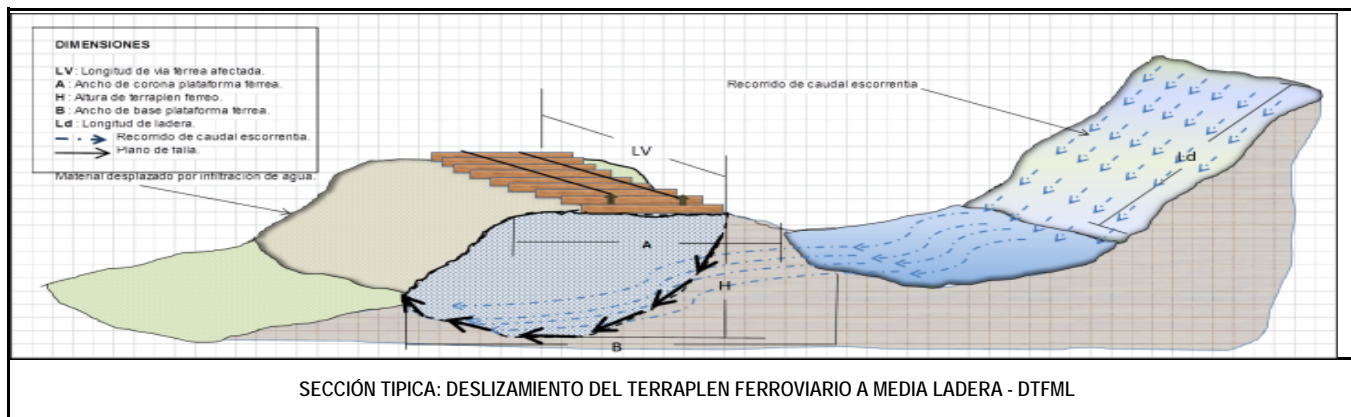 DIMENSIONES
LV: Longitud de via férrea afectada.
A: Ancho de corona plataforma férrea.
H: Altura de terraplen ferreo.
B: Ancho de base plataforma férrea.
Ld: Longitud de ladera.
Recorrido de caudal escorrentia.
Plano de falla.
Material desplazado por infiltración de agua.
Recorrido de caudal escorrentia
LV
Ld
A
H
B
SECCIÓN TIPICA: DESLIZAMIENTO DEL TERRAPLEN FERROVIARIO A MEDIA LADERA - DTFML